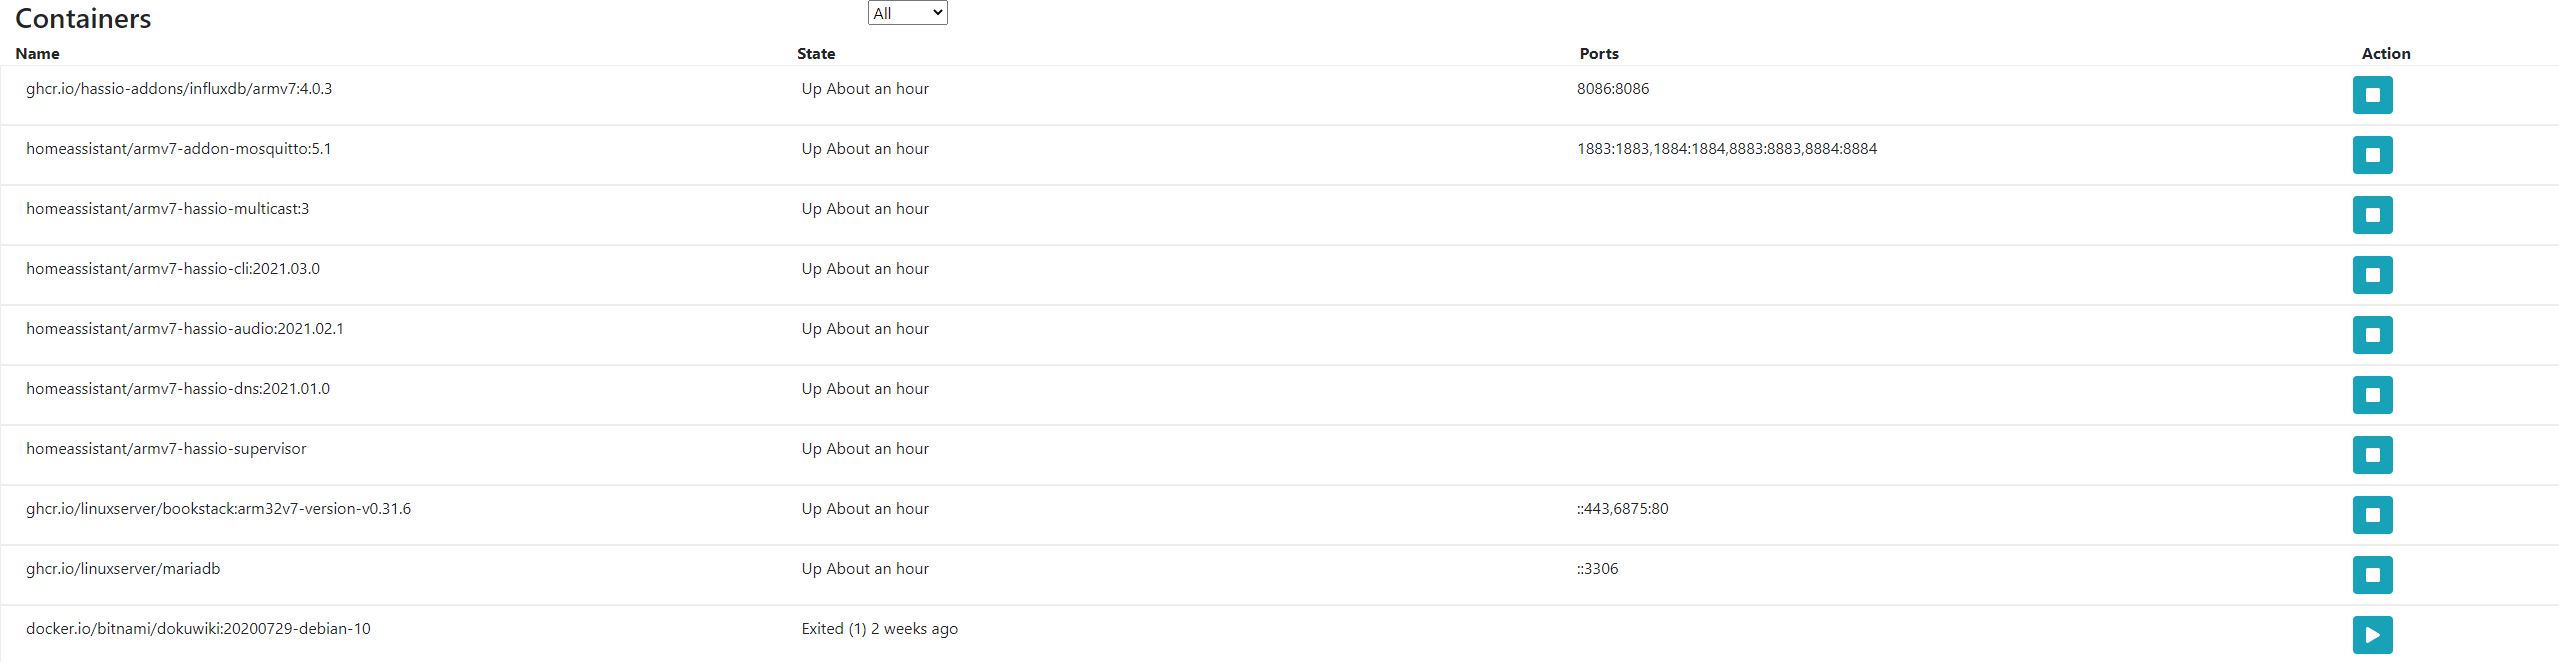 Containers All
Name State Ports Action
ghcr.io/hassio-addons/influxdb/armv7:4.0.3 Up About an hour 8086:8086
homeassistant/armv7-addon-mosquitto:5.1 Up About an hour 1883:1883,1884:1884,8883:8883,8884:8884
homeassistant/armv7-hassio-multicast:3 Up About an hour
homeassistant/armv7-hassio-cli:2021.03.0 Up About an hour
homeassistant/armv7-hassio-audio:2021.02.1 Up About an hour
homeassistant/armv7-hassio-dns:2021.01.0 Up About an hour
homeassistant/armv7-hassio-supervisor Up About an hour
ghcr.io/linuxserver/bookstack:arm32v7-version-v0.31.6 Up About an hour ::443,6875:80
ghcr.io/linuxserver/mariadb Up About an hour ::3306
docker.io/bitnami/dokuwiki:20200729-debian-10 Exited (1) 2 weeks ago